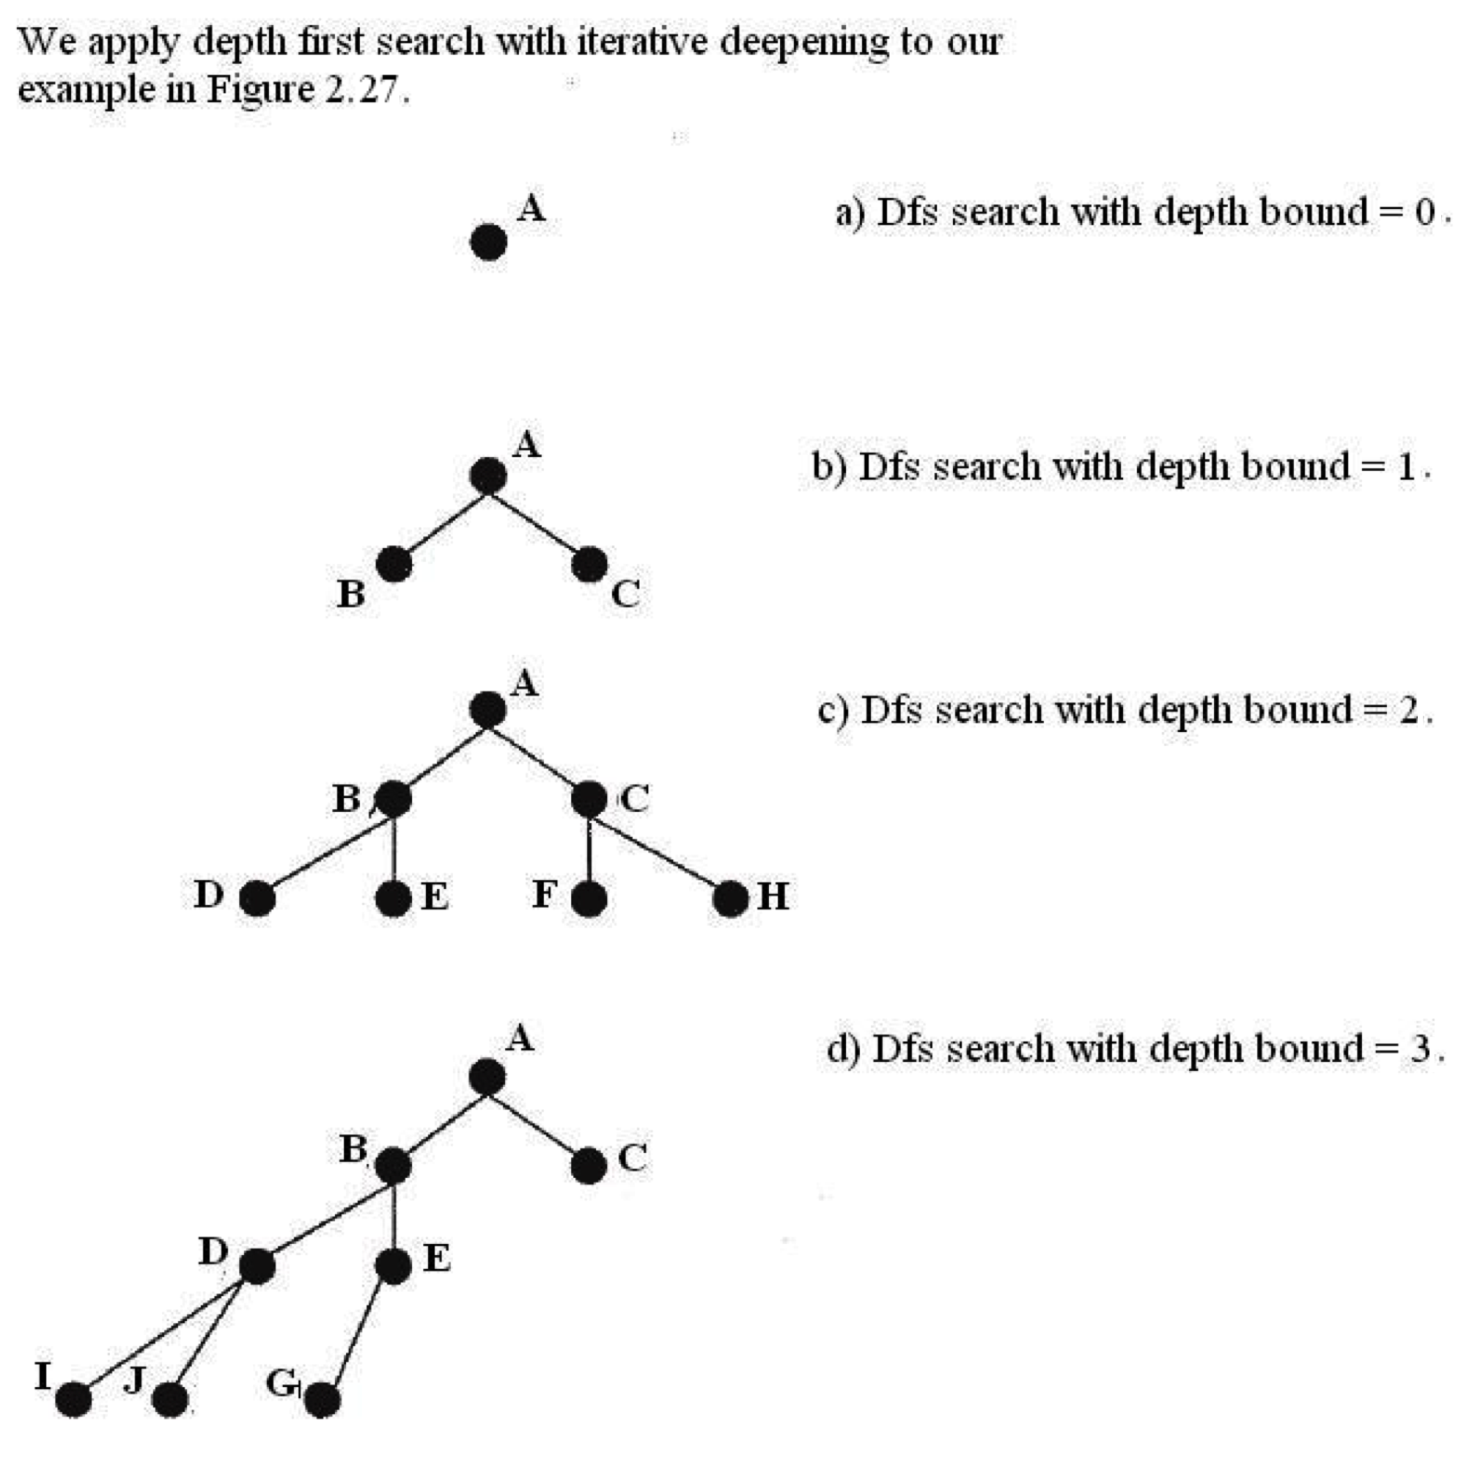 We apply depth first search with iterative deepening to our
example in Figure 2.27.
A
a) Dfs search with depth bound = 0.
A
b) Dfs search with depth bound = 1.
B
C
A
c) Dfs search with depth bound = 2.
B
C
D
E
F
H
A
d) Dfs search with depth bound = 3.
B
C
D
E
I
J
G